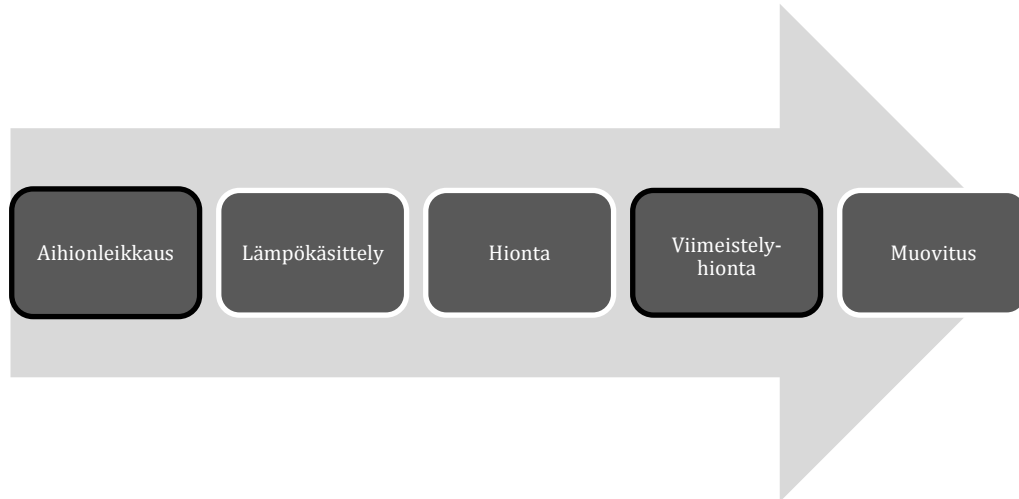 Aihionleikkaus
Lämpökäsittely
Hionta
Viimeistely-
hionta
Muovitus